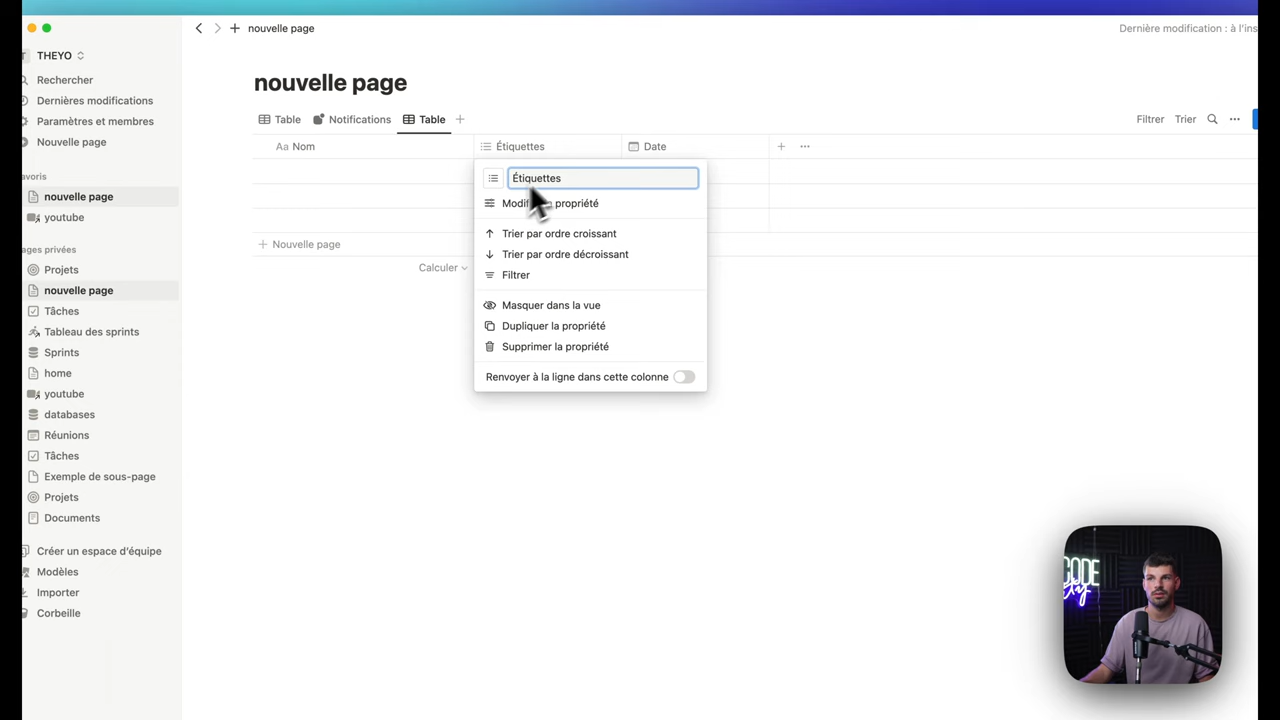 nouvelle page
Dernière modification : à l'ins
THEYO
Rechercher
Dernières modifications
Paramètres et membres
Nouvelle page
avoris
nouvelle page
youtube
ages privées
Projets
nouvelle page
Tâches
Tableau des sprints
Sprints
home
youtube
databases
Réunions
Tâches
Exemple de sous-page
Projets
Documents
Créer un espace d'équipe
Modèles
Importer
Corbeille
nouvelle page
Table
Notifications
Table
Filtrer
Trier
Aa Nom
Étiquettes
Date
Nouvelle page
Calculer
Étiquettes
propriété
Trier par ordre croissant
Trier par ordre décroissant
Filtrer
Masquer dans la vue
Dupliquer la propriété
Supprimer la propriété
Renvoyer à la ligne dans cette colonne
CODE